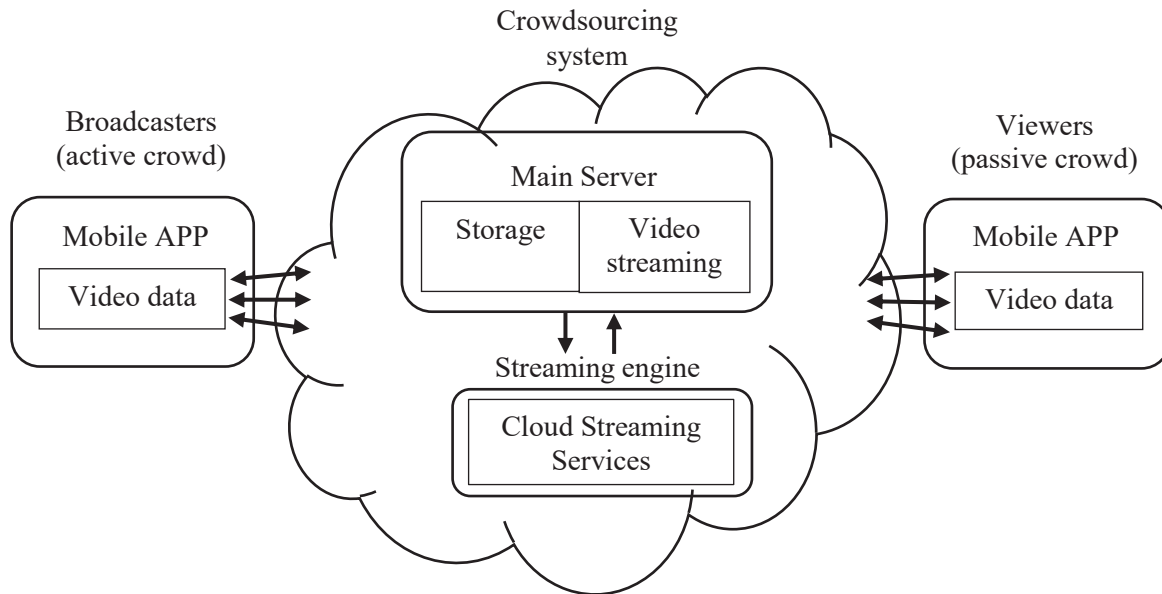 Crowdsourcing
system
Broadcasters
(active crowd)
Viewers
(passive crowd)
Main Server
Mobile APP
Storage
Video
streaming
Mobile APP
Video data
Video data
Streaming engine
Cloud Streaming
Services